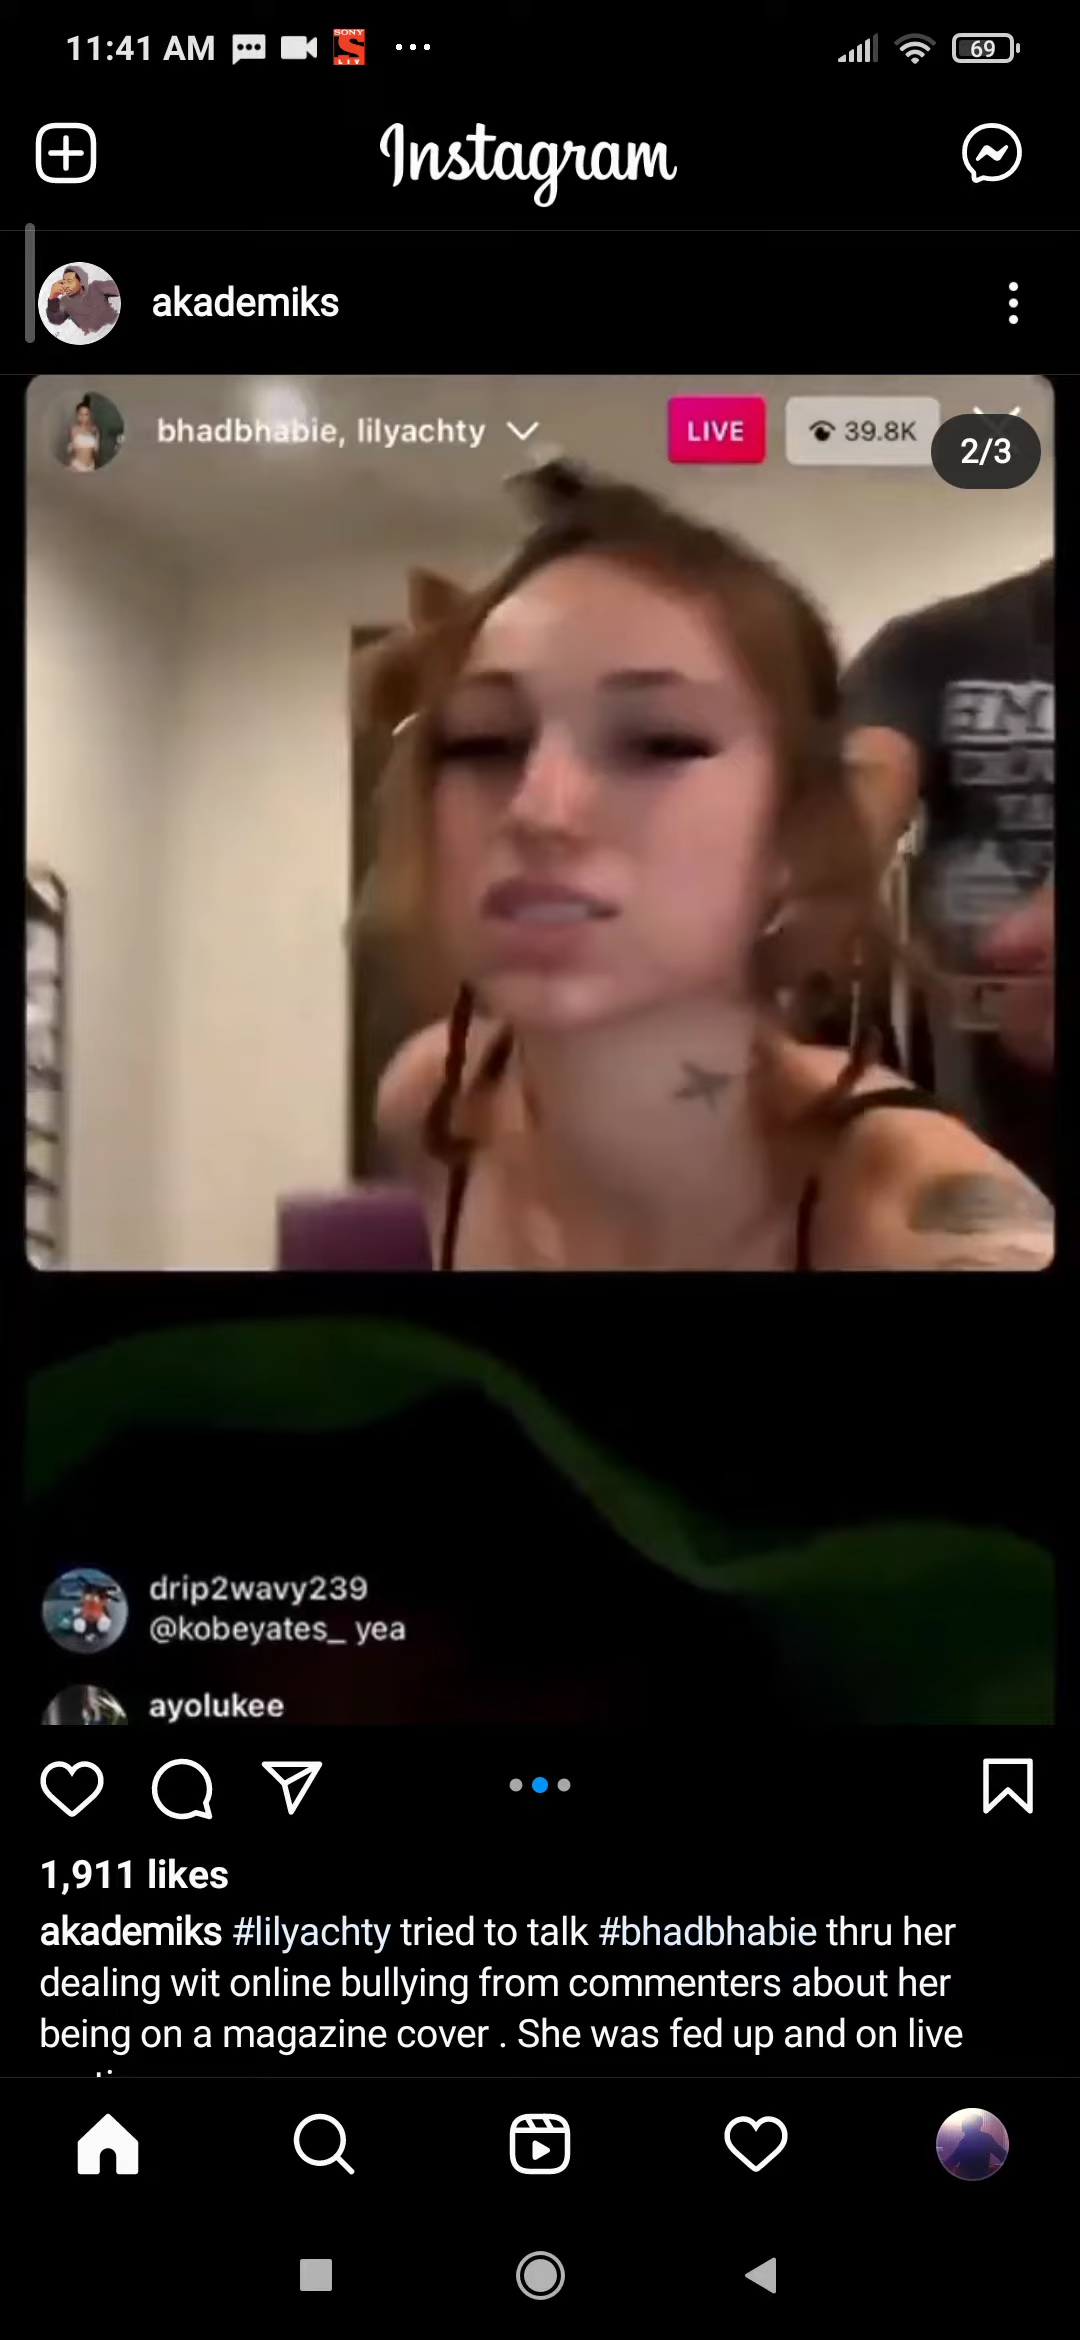 11:41 AM
SONY
LIV
69
Instagram
akademiks
bhadbhabie, lilyachty
LIVE
39.8K
2/3
drip2wavy239
@kobeyates_ yea
ayolukee
1,911 likes
akademiks #lilyachty tried to talk #bhadbhabie thru her
dealing wit online bullying from commenters about her
being on a magazine cover . She was fed up and on live